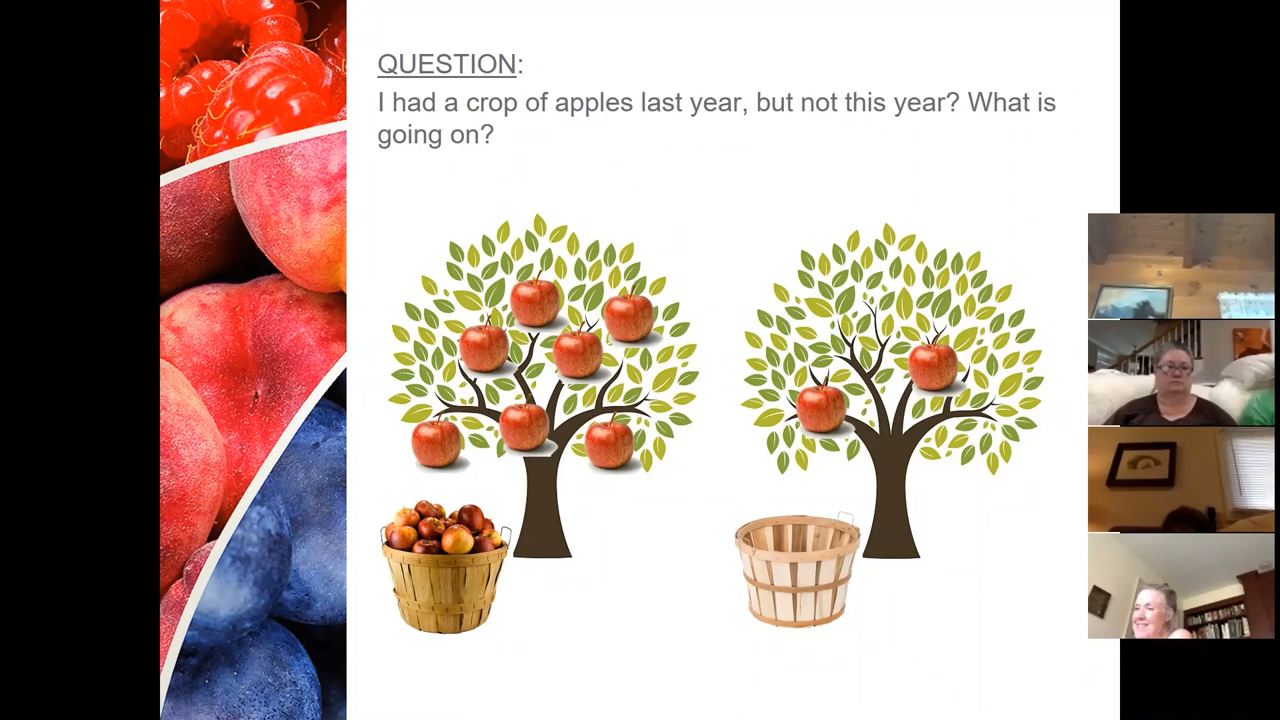 QUESTION:
I had a crop of apples last year, but not this year? What is
going on?